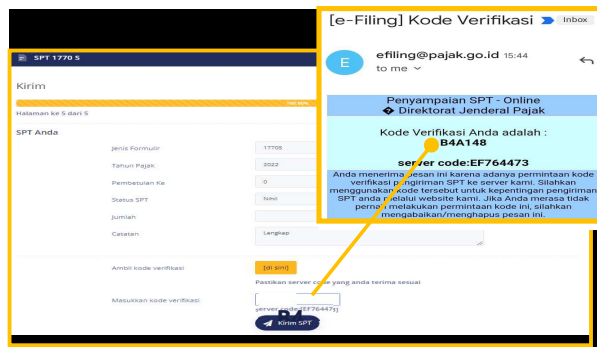 [e-Filing] Kode Verifikasi
Inbox
E
efiling@pajak.go.id 15:44
to me
Penyampaian SPT - Online
� Direktorat Jenderal Pajak
Kode Verifikasi Anda adalah :
B4A148
server code:EF764473
Anda menerima pesan ini karena adanya permintaan kode
verifikasi pengiriman SPT ke server kami. Silahkan
menggunakan kode tersebut untuk kepentingan pengiriman
SPT anda melalui website kami. Jika Anda merasa tidak
pernah melakukan permintaan kode ini, silahkan
mengabaikan/menghapus pesan ini.
SPT 1770 S
Kirim
100.00%
Halaman ke 5 dari 5
SPT Anda
Jenis Formulir
1770S
Tahun Pajak
2022
Pembetulan Ke
0
Status SPT
Nihil
Jumlah
Catatan
Lengkap
Ambil kode verifikasi
[di sini]
Pastikan server code yang anda terima sesuai
Masukkan kode verifikasi
server code:[EF764473]
Kirim SPT